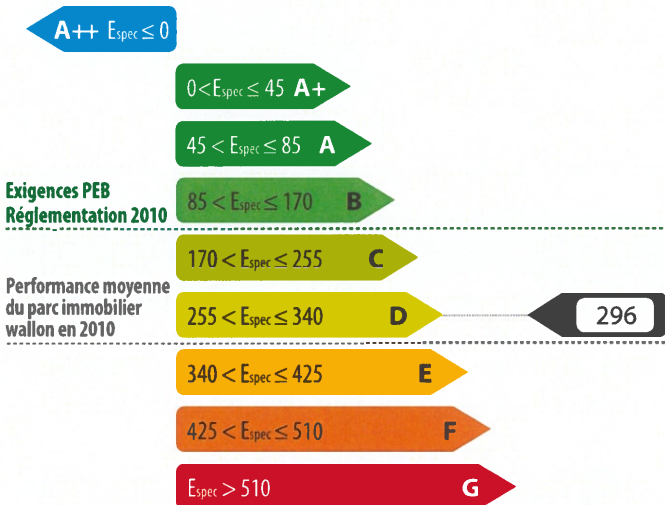 A++ Espec ≤ 0
0 < Espec ≤ 45 A+
45 < Espec ≤ 85 A
Exigences PEB
Réglementation 2010
85 < Espec ≤ 170 B
170 < Espec ≤ 255 C
Performance moyenne
du parc immobilier
wallon en 2010
255 < Espec ≤ 340 D
296
340 < Espec ≤ 425 E
425 < Espec ≤ 510 F
Espec > 510 G